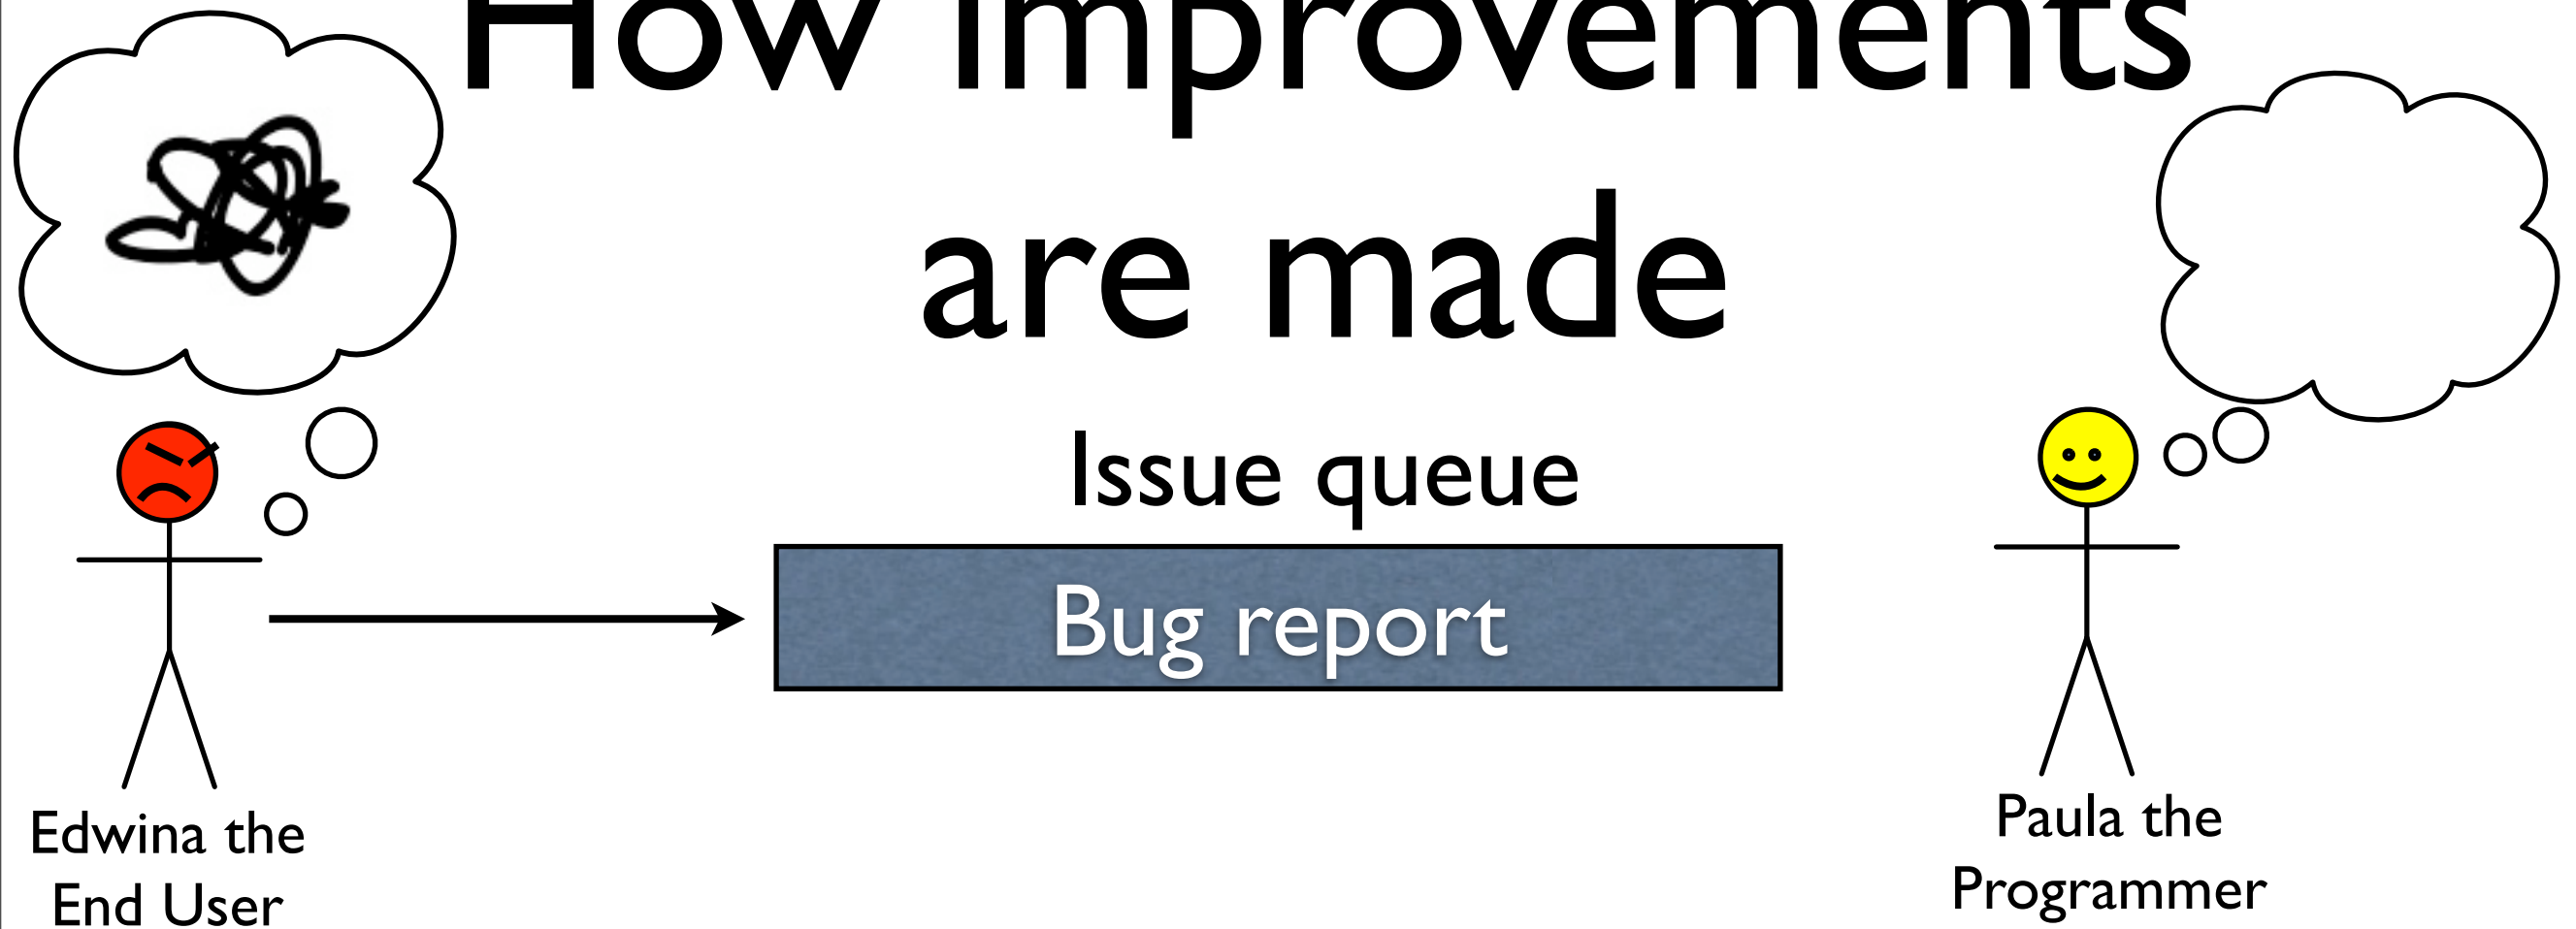 How improvements
are made
Issue queue
Bug report
Edwina the
End User
Paula the
Programmer